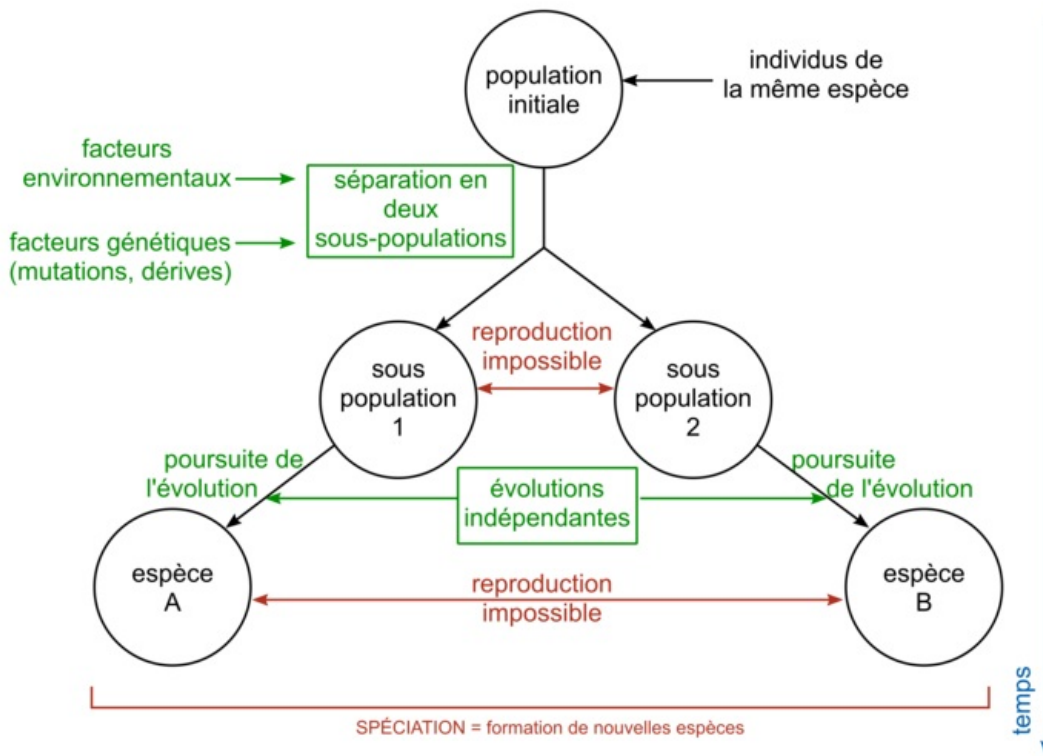 population
initiale
individus de
la même espèce
facteurs
environnementaux
séparation en
deux
sous-populations
facteurs génétiques
(mutations, dérives)
reproduction
impossible
sous
population
1
sous
population
2
poursuite de
l'évolution
évolutions
indépendantes
poursuite
de l'évolution
espèce
A
reproduction
impossible
espèce
B
temps
SPÉCIATION = formation de nouvelles espèces